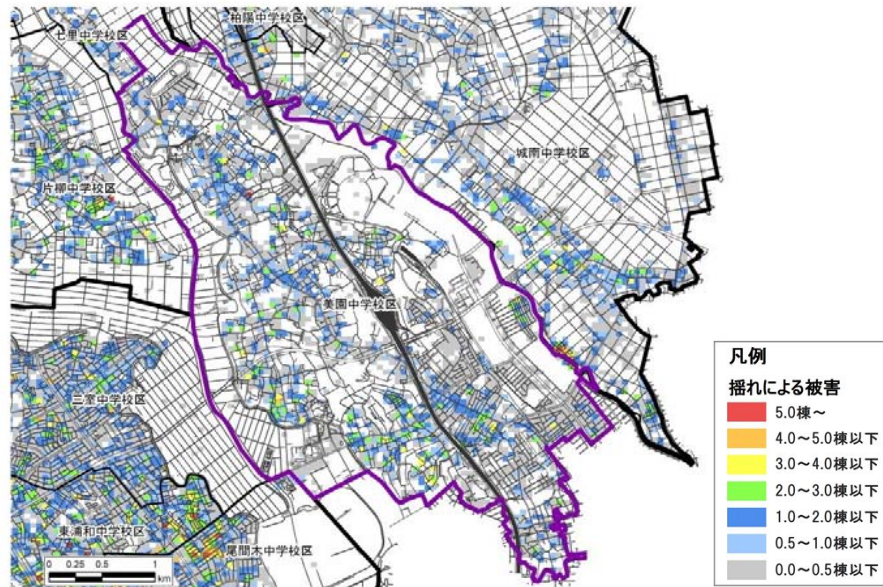 柏陽中学校区
七里中学校区
城南中学校区
片柳中学校区
美園中学校区
三室中学校区
東浦和中学校区
尾間木中学校区
0 0.25 0.5 1
km
凡例
揺れによる被害
5.0棟～
4.0～5.0棟以下
3.0～4.0棟以下
2.0～3.0棟以下
1.0～2.0棟以下
0.5～1.0棟以下
0.0～0.5棟以下